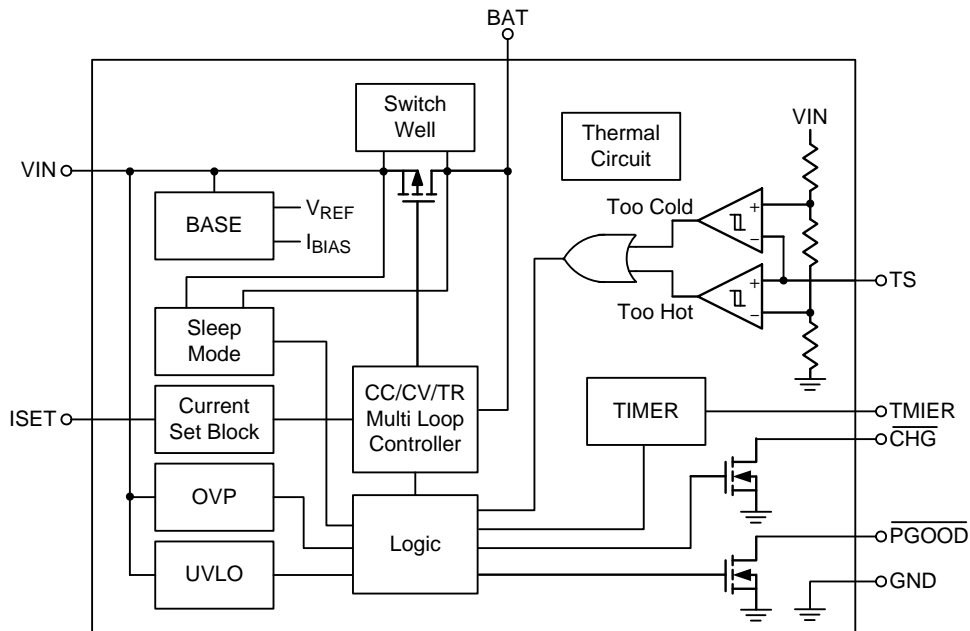 BAT
Switch
Well
Thermal
Circuit
VIN
VIN
BASE
VREF
IBIAS
Too Cold
+
−
+
−
Too Hot
TS
Sleep
Mode
ISET
Current
Set Block
CC/CV/TR
Multi Loop
Controller
TIMER
TMIER
CHG
OVP
Logic
PGOOD
UVLO
GND